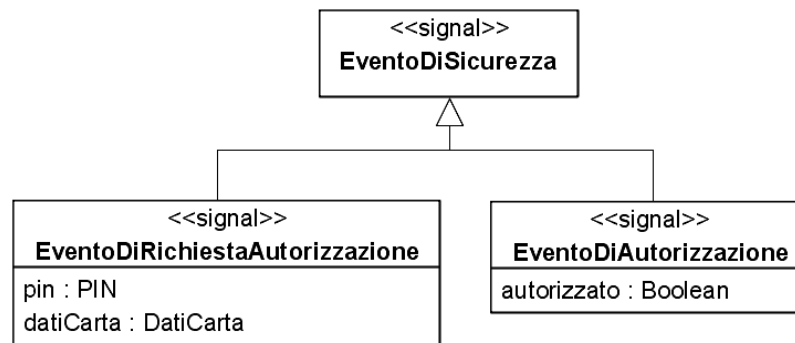 <<signal>>
EventoDiSicurezza
<<signal>>
EventoDiRichiestaAutorizzazione
pin : PIN
datiCarta : DatiCarta
<<signal>>
EventoDiAutorizzazione
autorizzato : Boolean